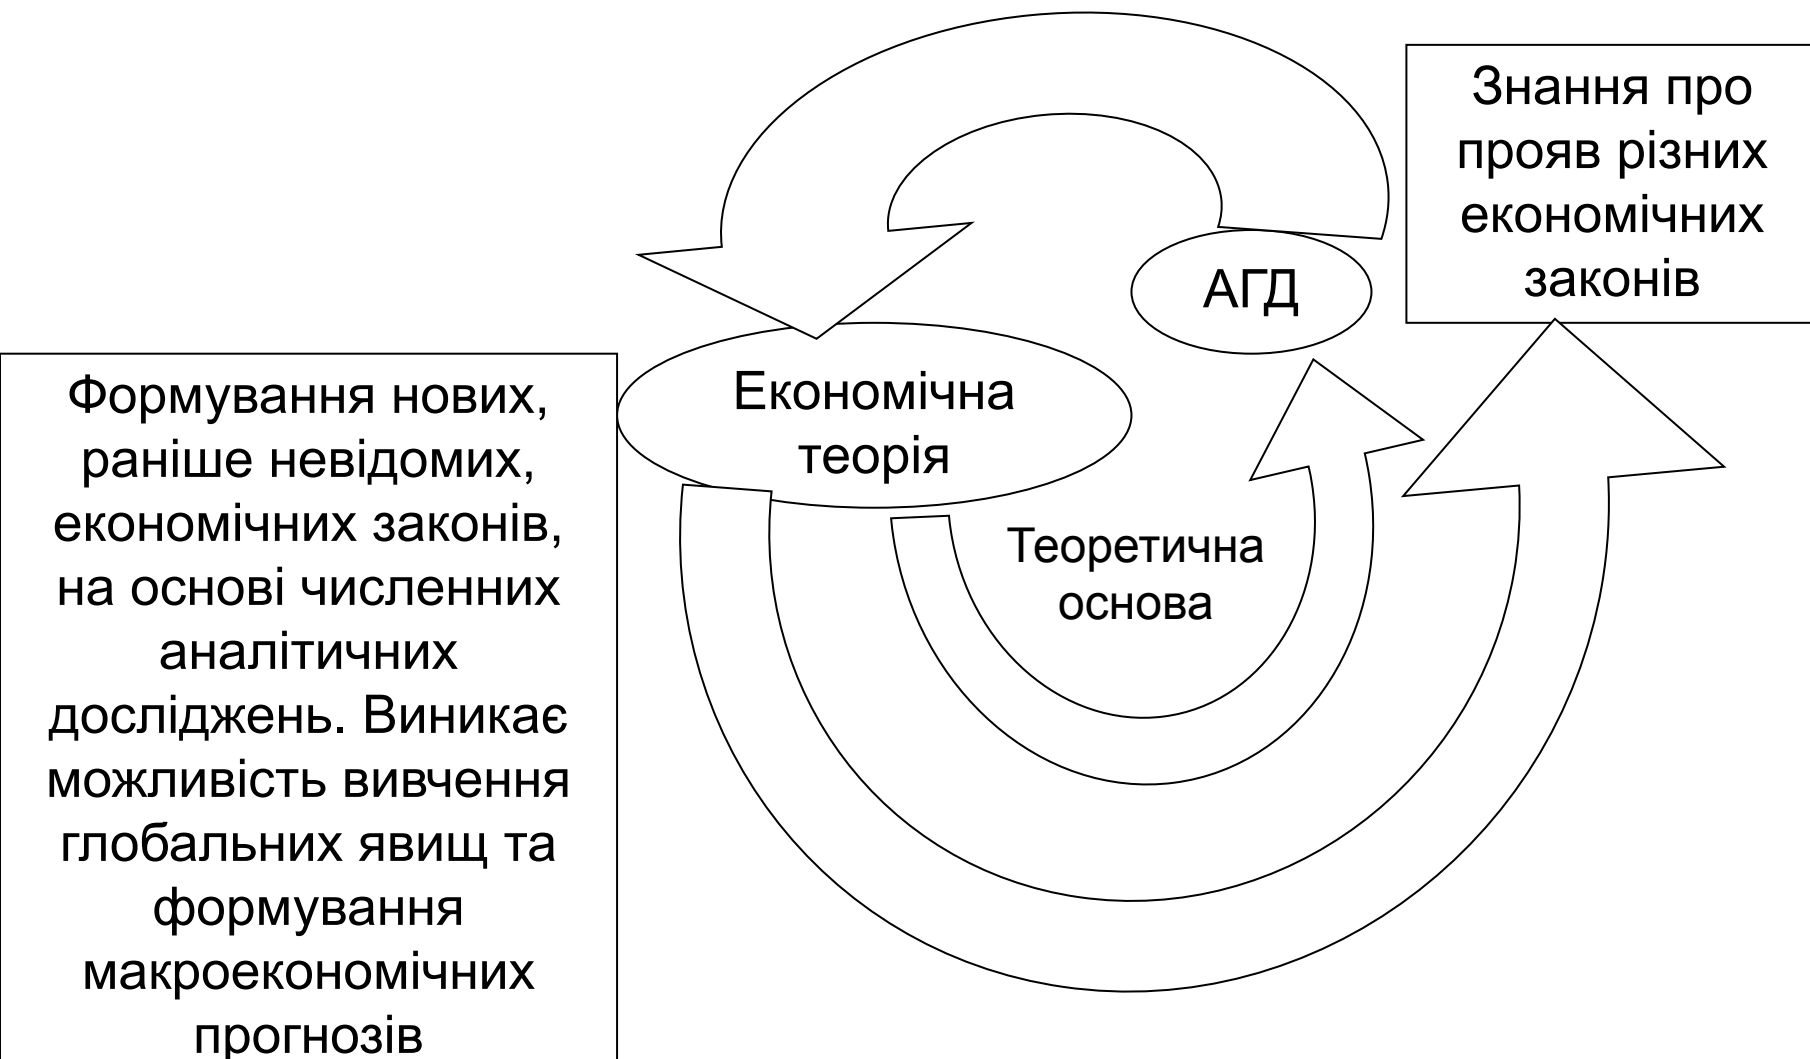 Знання про
прояв різних
економічних
законів
АГД
Економічна
теорія
Теоретична
основа
Формування нових,
раніше невідомих,
економічних законів,
на основі численних
аналітичних
досліджень. Виникає
можливість вивчення
глобальних явищ та
формування
макроекономічних
прогнозів